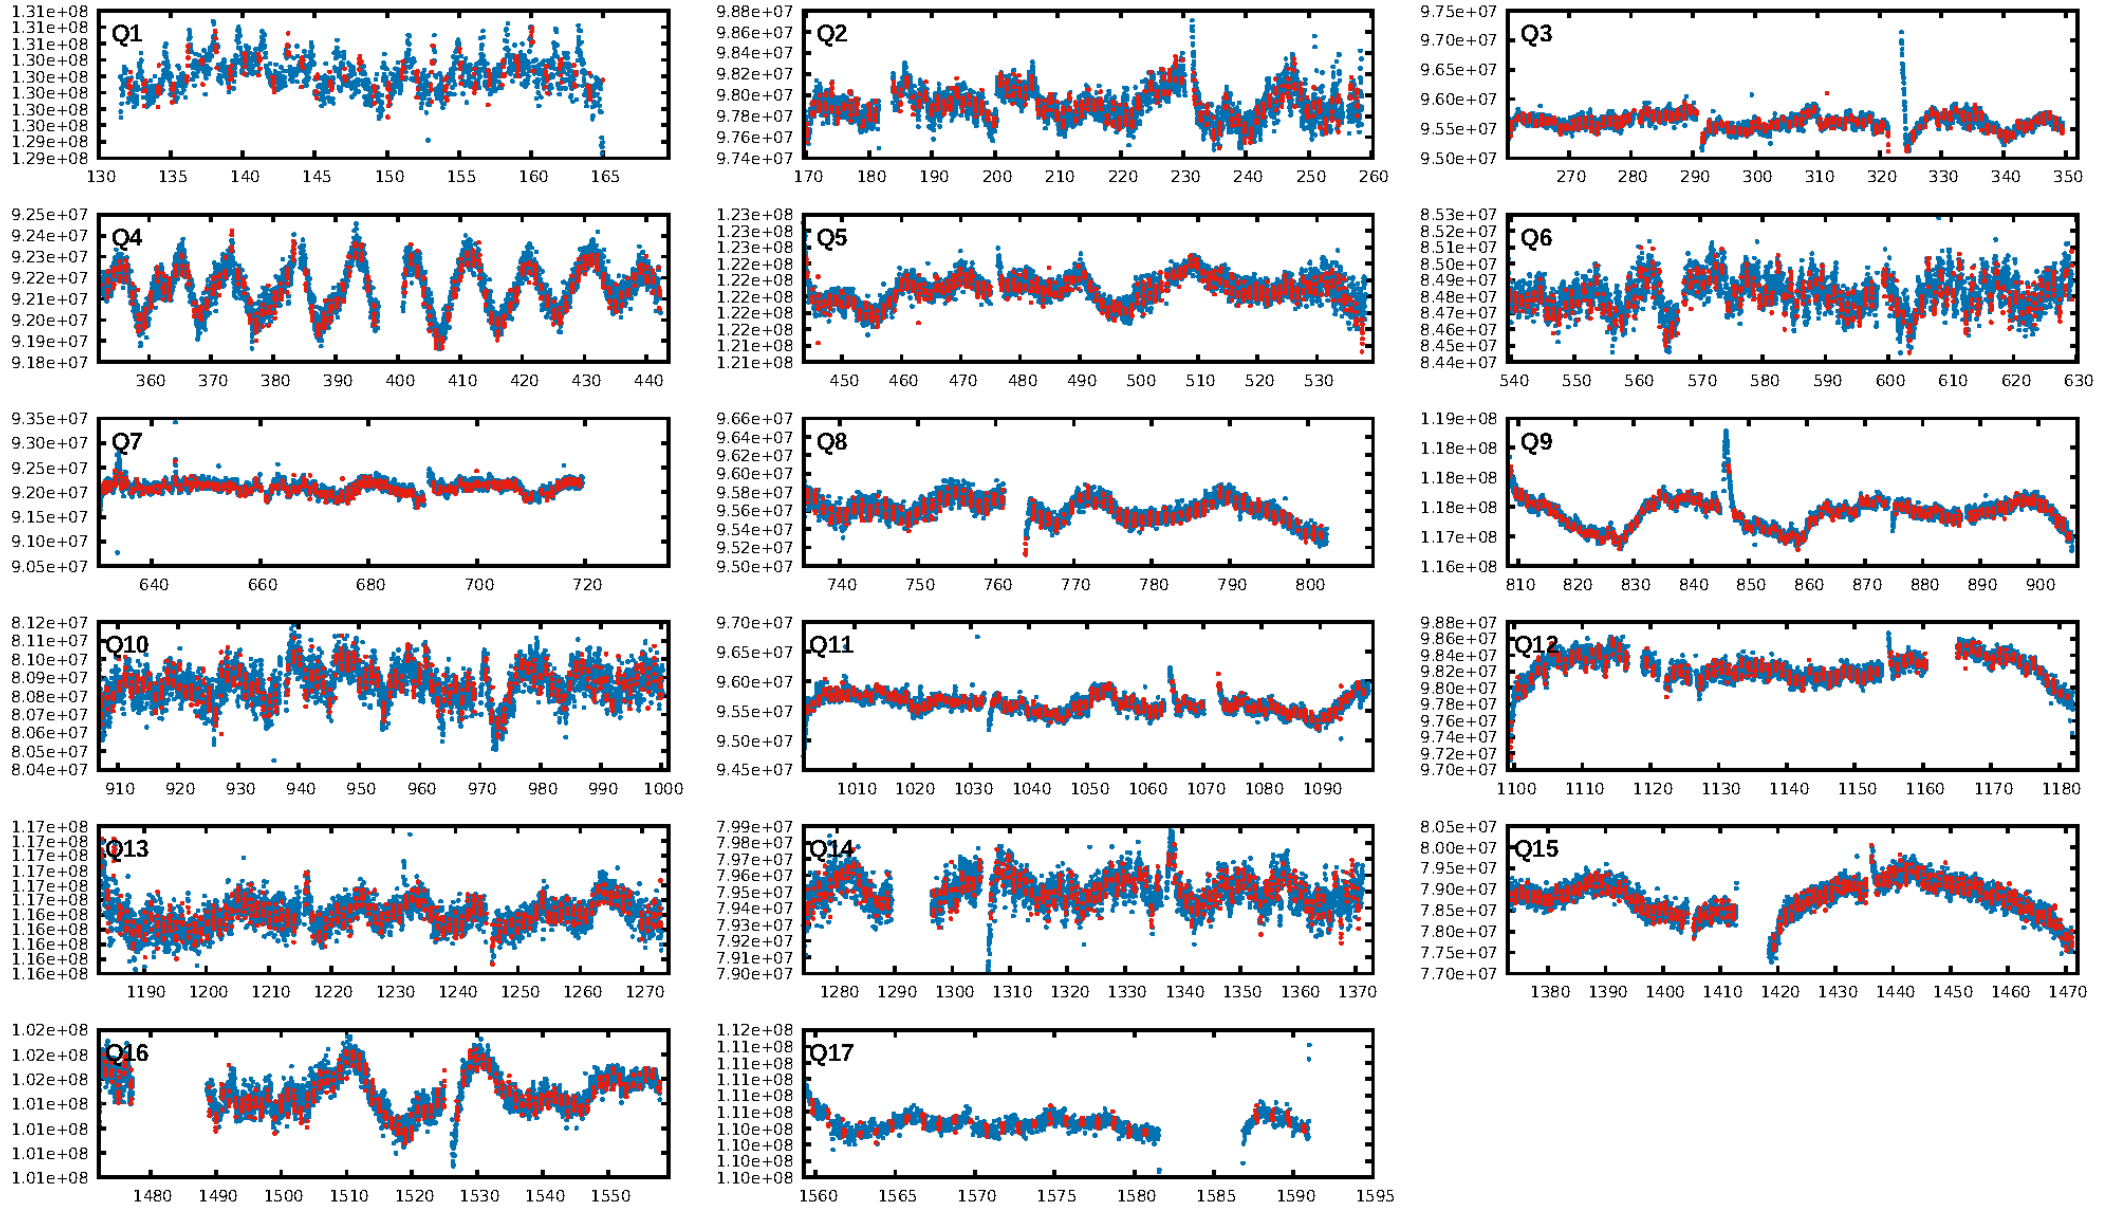 Q1
1.31e+08
1.31e+08
1.31e+08
1.30e+08
1.30e+08
1.30e+08
1.30e+08
1.30e+08
1.29e+08
1.29e+08
130 135 140 145 150 155 160 165
Q2
9.88e+07
9.86e+07
9.84e+07
9.82e+07
9.80e+07
9.78e+07
9.76e+07
9.74e+07
170 180 190 200 210 220 230 240 250 260
Q3
9.75e+07
9.70e+07
9.65e+07
9.60e+07
9.55e+07
9.50e+07
270 280 290 300 310 320 330 340 350
Q4
9.25e+07
9.24e+07
9.23e+07
9.22e+07
9.21e+07
9.20e+07
9.19e+07
9.18e+07
360 370 380 390 400 410 420 430 440
Q5
1.23e+08
1.23e+08
1.22e+08
1.22e+08
1.22e+08
1.22e+08
1.22e+08
1.22e+08
1.21e+08
1.21e+08
450 460 470 480 490 500 510 520 530
Q6
8.53e+07
8.51e+07
8.50e+07
8.49e+07
8.48e+07
8.47e+07
8.46e+07
8.44e+07
540 550 560 570 580 590 600 610 620 630
Q7
9.35e+07
9.30e+07
9.25e+07
9.20e+07
9.15e+07
9.10e+07
9.05e+07
640 660 680 700 720
Q8
9.66e+07
9.64e+07
9.62e+07
9.60e+07
9.58e+07
9.56e+07
9.54e+07
9.52e+07
9.50e+07
740 750 760 770 780 790 800
Q9
1.19e+08
1.18e+08
1.18e+08
1.18e+08
1.17e+08
1.16e+08
810 820 830 840 850 860 870 880 890 900
Q10
8.12e+07
8.11e+07
8.10e+07
8.09e+07
8.08e+07
8.07e+07
8.06e+07
8.05e+07
8.04e+07
910 920 930 940 950 960 970 980 990 1000
Q11
9.70e+07
9.65e+07
9.60e+07
9.55e+07
9.50e+07
9.45e+07
1010 1020 1030 1040 1050 1060 1070 1080 1090
Q12
9.88e+07
9.86e+07
9.84e+07
9.82e+07
9.80e+07
9.78e+07
9.76e+07
9.74e+07
9.72e+07
9.70e+07
1100 1110 1120 1130 1140 1150 1160 1170 1180
Q13
1.17e+08
1.17e+08
1.17e+08
1.17e+08
1.17e+08
1.17e+08
1.16e+08
1.16e+08
1.16e+08
1.16e+08
1.16e+08
1190 1200 1210 1220 1230 1240 1250 1260 1270
Q14
7.99e+07
7.98e+07
7.97e+07
7.96e+07
7.95e+07
7.94e+07
7.93e+07
7.92e+07
7.91e+07
7.90e+07
1280 1290 1300 1310 1320 1330 1340 1350 1360 1370
Q15
8.05e+07
8.00e+07
7.95e+07
7.90e+07
7.85e+07
7.80e+07
7.75e+07
7.70e+07
1380 1390 1400 1410 1420 1430 1440 1450 1460 1470
Q16
1.02e+08
1.02e+08
1.02e+08
1.01e+08
1.01e+08
1.01e+08
1.01e+08
1480 1490 1500 1510 1520 1530 1540 1550
Q17
1.12e+08
1.11e+08
1.11e+08
1.11e+08
1.11e+08
1.11e+08
1.10e+08
1.10e+08
1.10e+08
1.10e+08
1560 1565 1570 1575 1580 1585 1590 1595